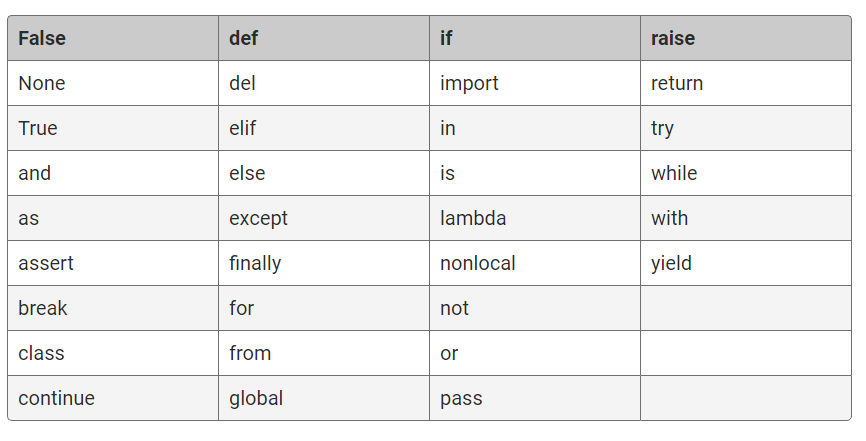 False def if raise
None del import return
True elif in try
and else is while
as except lambda with
assert finally nonlocal yield
break for not
class from or
continue global pass